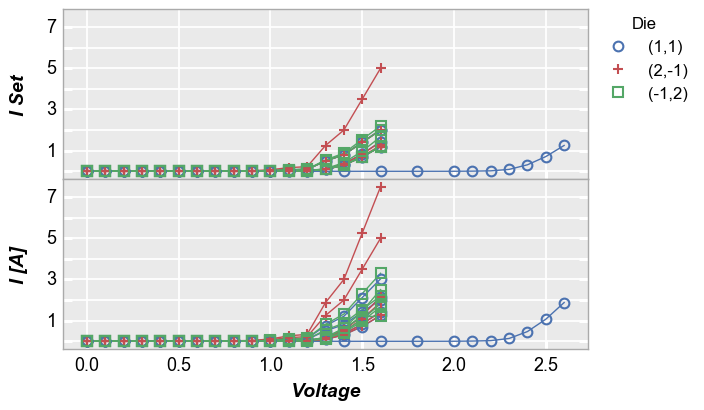 Die
(1,1)
(2,-1)
(-1,2)
I Set
7
5
3
1
I [A]
7
5
3
1
0.0 0.5 1.0 1.5 2.0 2.5
Voltage